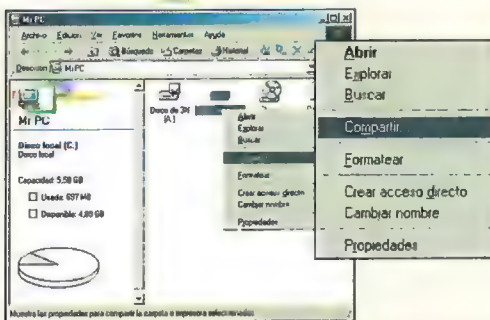 Mi PC
Archivo Edición Ver Favoritos Herramientas Ayuda
Búsqueda Carpetas Historial
Dirección Mi PC
Mi PC
Disco local (C:)
Disco local
Capacidad: 5,58 GB
Usado: 697 MB
Disponible: 4,89 GB
Disco de 3½
(A:)
Abrir
Explorar
Buscar
Formatear
Crear acceso directo
Cambiar nombre
Propiedades
Muestra las propiedades para compartir la carpeta o impresora seleccionados.
Abrir
Explorar
Buscar
Compartir...
Formatear
Crear acceso directo
Cambiar nombre
Propiedades